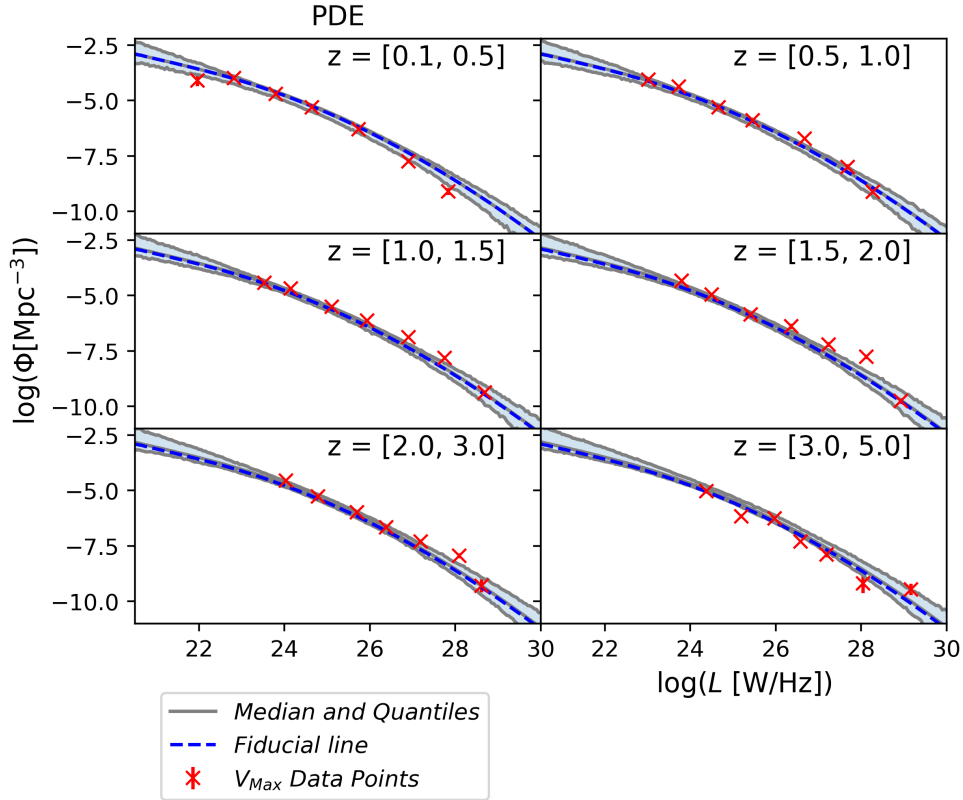 PDE
z = [0.1, 0.5]
z = [0.5, 1.0]
−2.5
−5.0
−7.5
−10.0
z = [1.0, 1.5]
z = [1.5, 2.0]
−2.5
−5.0
−7.5
−10.0
log(Φ[Mpc⁻³])
z = [2.0, 3.0]
z = [3.0, 5.0]
−2.5
−5.0
−7.5
−10.0
22 24 26 28 30 22 24 26 28 30
log(L [W/Hz])
Median and Quantiles
Fiducial line
V_Max Data Points